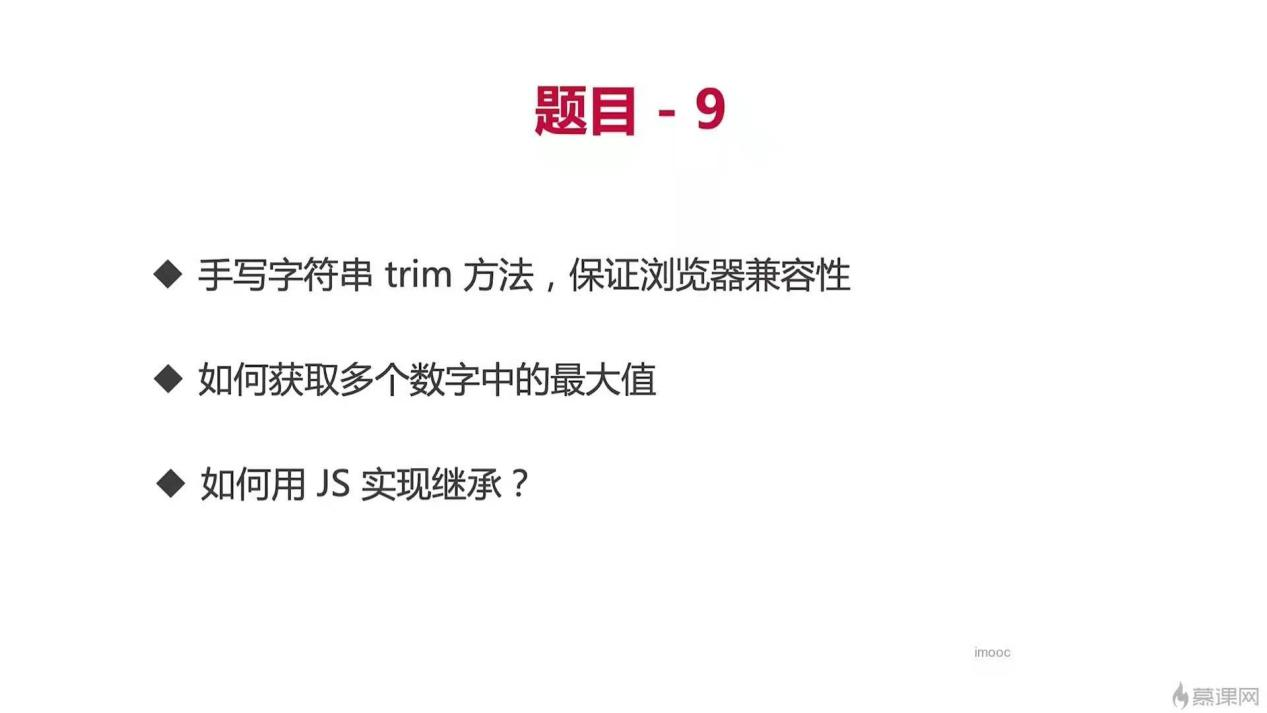 题目 - 9
◆ 手写字符串 trim 方法，保证浏览器兼容性
◆ 如何获取多个数字中的最大值
◆ 如何用 JS 实现继承？
imooc
慕课网